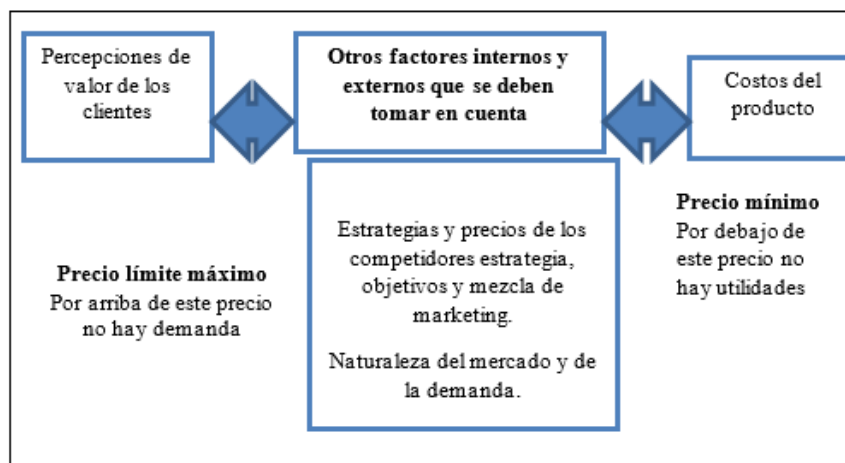 Percepciones de
valor de los
clientes
Otros factores internos y
externos que se deben
tomar en cuenta
Costos del
producto
Precio límite máximo
Por arriba de este precio
no hay demanda
Estrategias y precios de los
competidores estrategia,
objetivos y mezcla de
marketing.
Naturaleza del mercado y de
la demanda.
Precio mínimo
Por debajo de
este precio no
hay utilidades